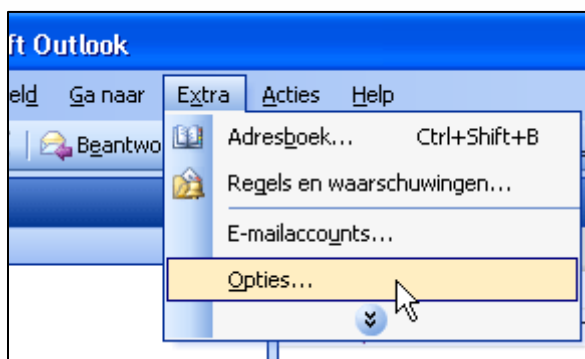 ft Outlook
eld Ga naar Extra Acties Help
Beantwo
Adresboek... Ctrl+Shift+B
Regels en waarschuwingen...
E-mailaccounts...
Opties...